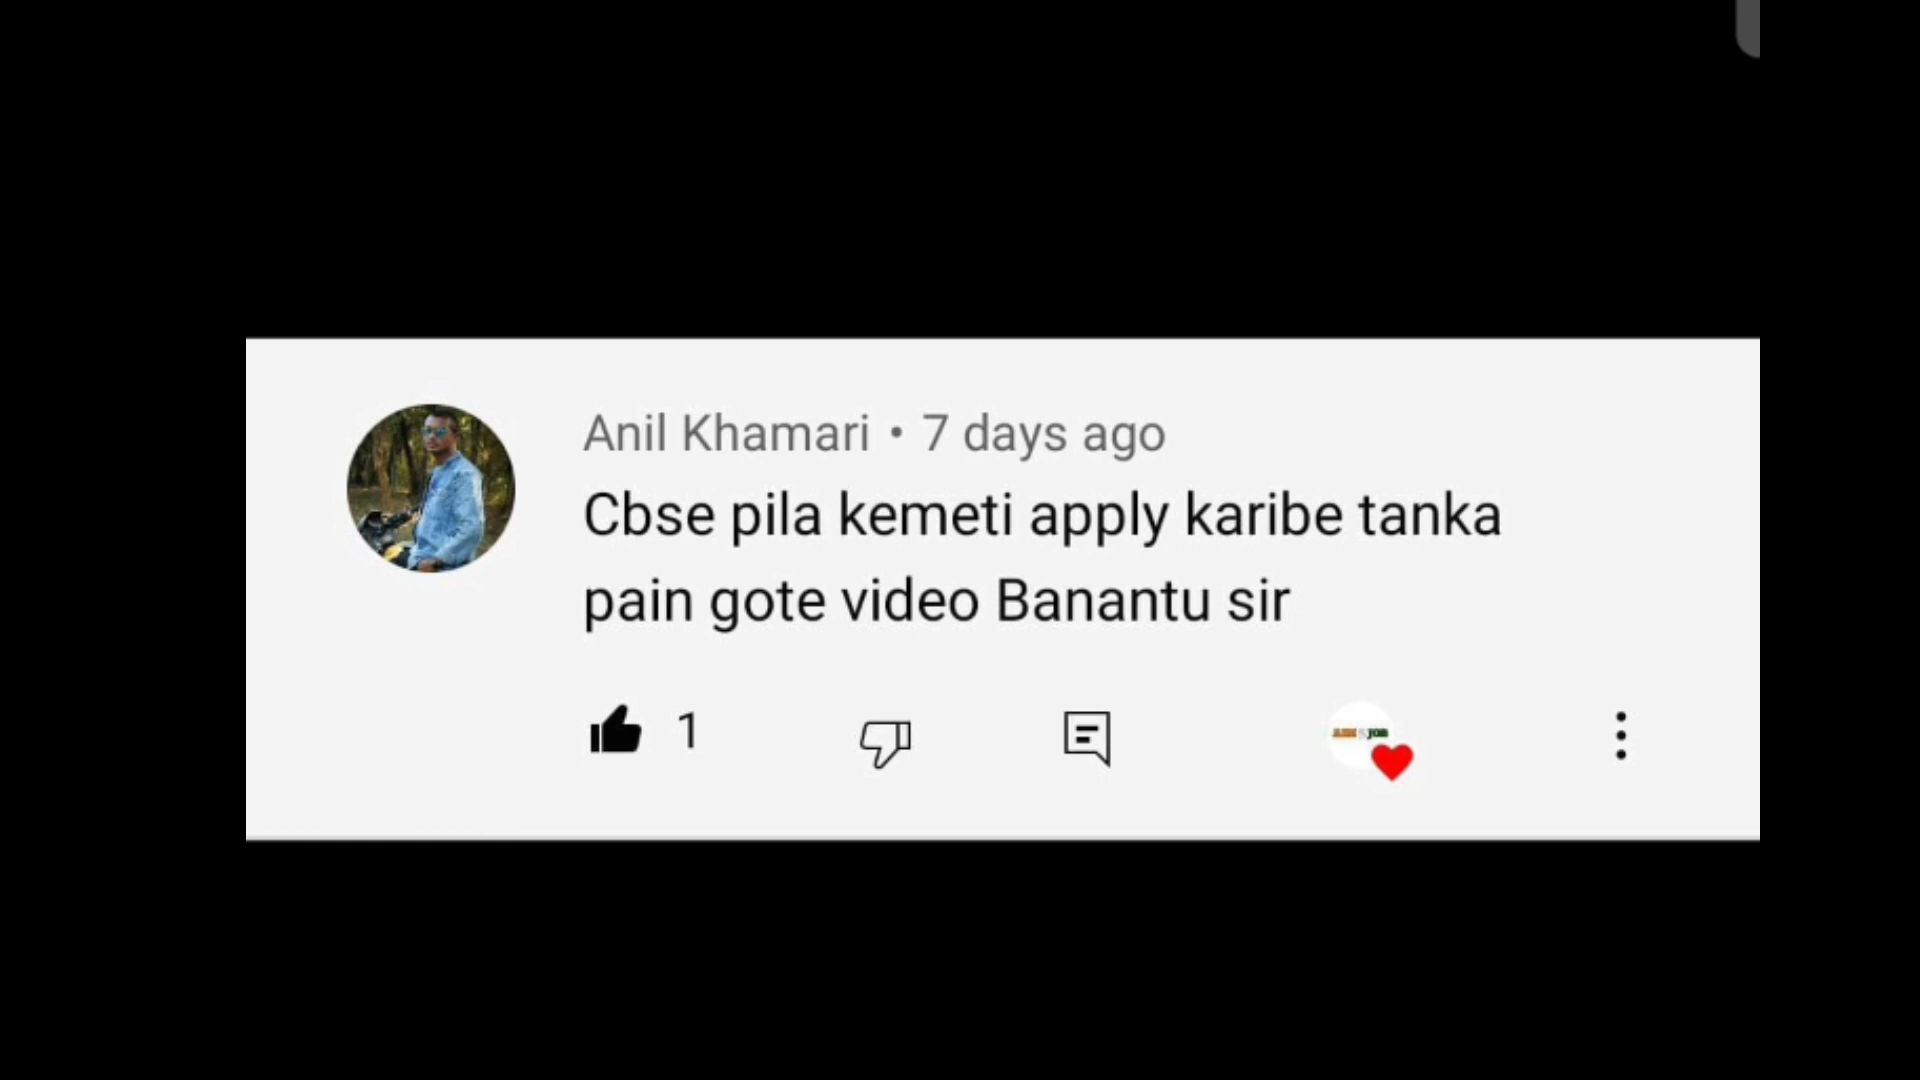 Anil Khamari • 7 days ago
Cbse pila kemeti apply karibe tanka
pain gote video Banantu sir
1